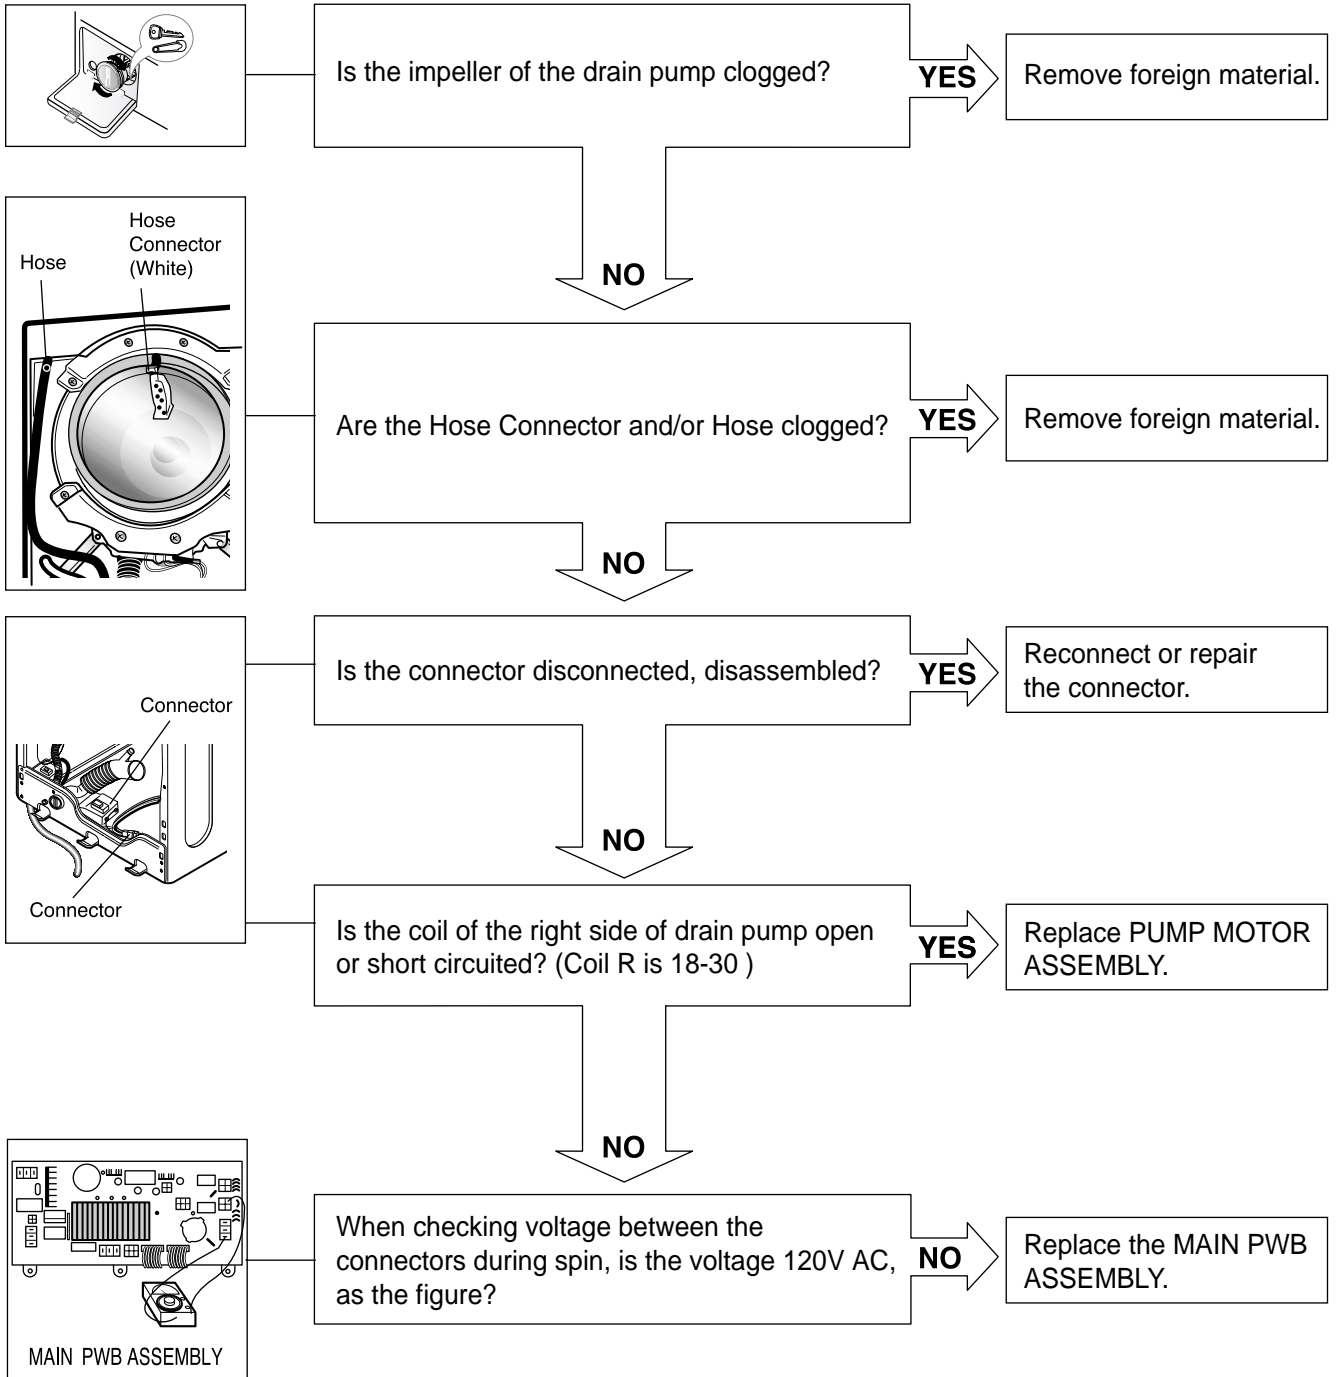 Is the impeller of the drain pump clogged?
YES
Remove foreign material.
NO
Hose
Hose
Connector
(White)
Are the Hose Connector and/or Hose clogged?
YES
Remove foreign material.
NO
Connector
Connector
Is the connector disconnected, disassembled?
YES
Reconnect or repair
the connector.
NO
Is the coil of the right side of drain pump open
or short circuited? (Coil R is 18-30 )
YES
Replace PUMP MOTOR
ASSEMBLY.
NO
MAIN PWB ASSEMBLY
When checking voltage between the
connectors during spin, is the voltage 120V AC,
as the figure?
NO
Replace the MAIN PWB
ASSEMBLY.